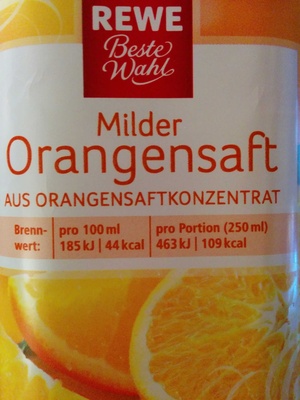 REWE
Beste
Wahl
Milder
Orangensaft
AUS ORANGENSAFTKONZENTRAT
Brenn- pro 100 ml pro Portion (250 ml)
wert: 185 kJ | 44 kcal 463 kJ | 109 kcal